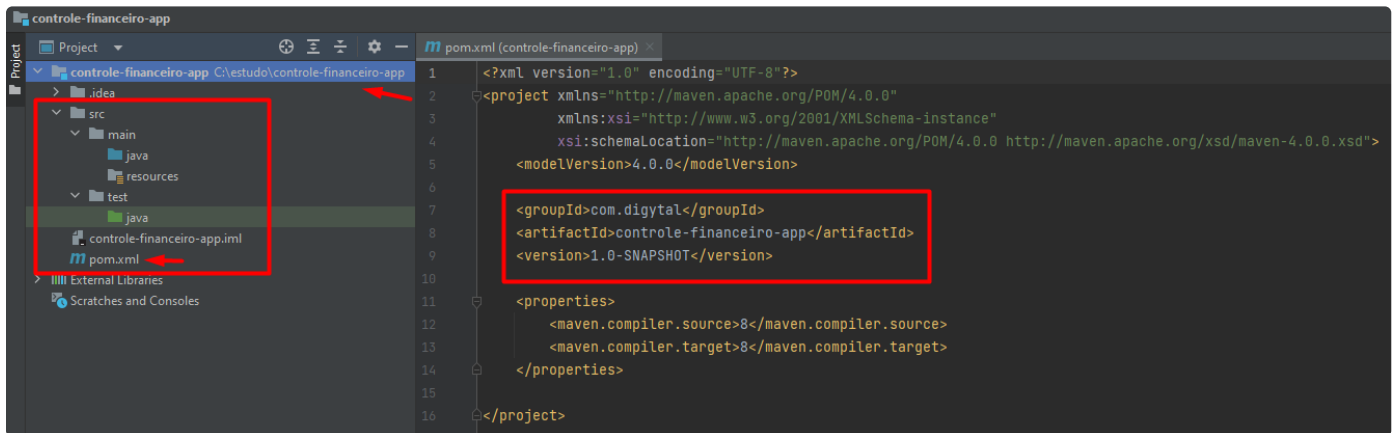 controle-financeiro-app
Project
Project
controle-financeiro-app C:\estudo\controle-financeiro-app
.idea
src
main
java
resources
test
java
controle-financeiro-app.iml
pom.xml
External Libraries
Scratches and Consoles
pom.xml (controle-financeiro-app)
1 <?xml version="1.0" encoding="UTF-8"?>
2 <project xmlns="http://maven.apache.org/POM/4.0.0"
3 xmlns:xsi="http://www.w3.org/2001/XMLSchema-instance"
4 xsi:schemaLocation="http://maven.apache.org/POM/4.0.0 http://maven.apache.org/xsd/maven-4.0.0.xsd">
5 <modelVersion>4.0.0</modelVersion>
6
7 <groupId>com.digytal</groupId>
8 <artifactId>controle-financeiro-app</artifactId>
9 <version>1.0-SNAPSHOT</version>
10
11 <properties>
12 <maven.compiler.source>8</maven.compiler.source>
13 <maven.compiler.target>8</maven.compiler.target>
14 </properties>
15
16 </project>